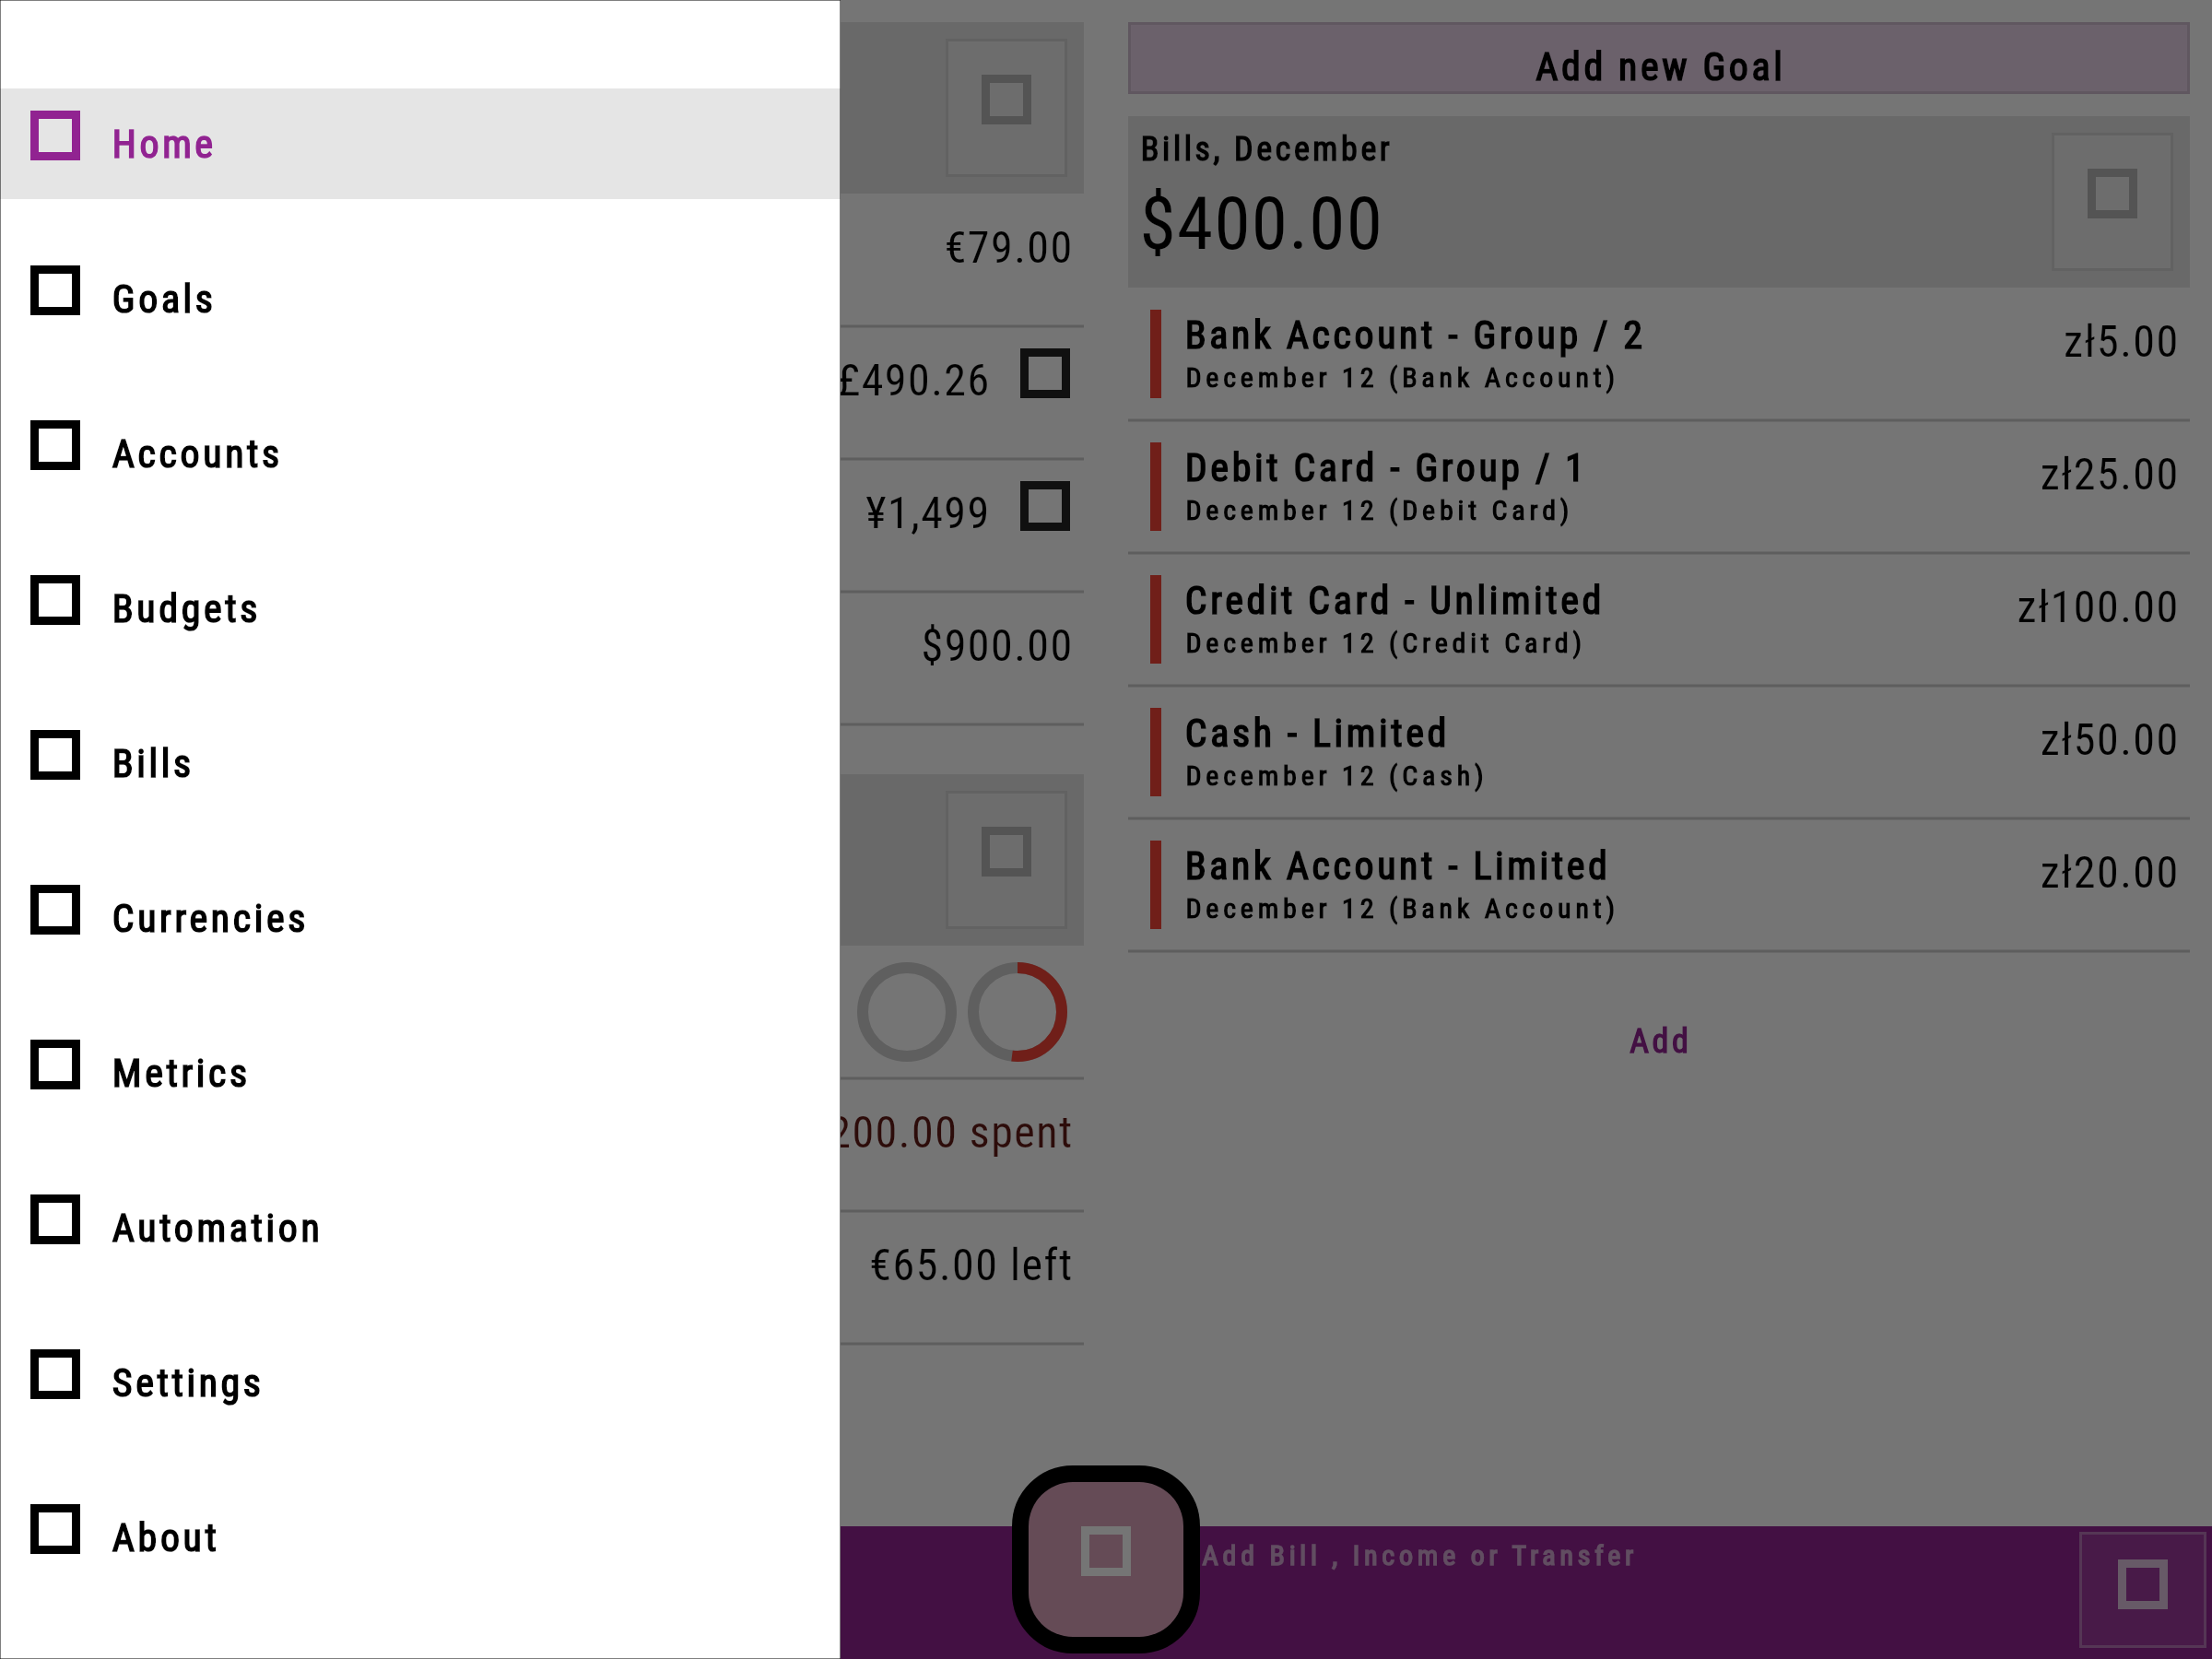 Home
Goals
Accounts
Budgets
Bills
Currencies
Metrics
Automation
Settings
About
€79.00
£490.26
¥1,499
$900.00
200.00 spent
€65.00 left
Add new Goal
Bills, December
$400.00
Bank Account - Group / 2
zł5.00
December 12 (Bank Account)
Debit Card - Group / 1
zł25.00
December 12 (Debit Card)
Credit Card - Unlimited
zł100.00
December 12 (Credit Card)
Cash - Limited
zł50.00
December 12 (Cash)
Bank Account - Limited
zł20.00
December 12 (Bank Account)
Add
Add Bill , Income or Transfer